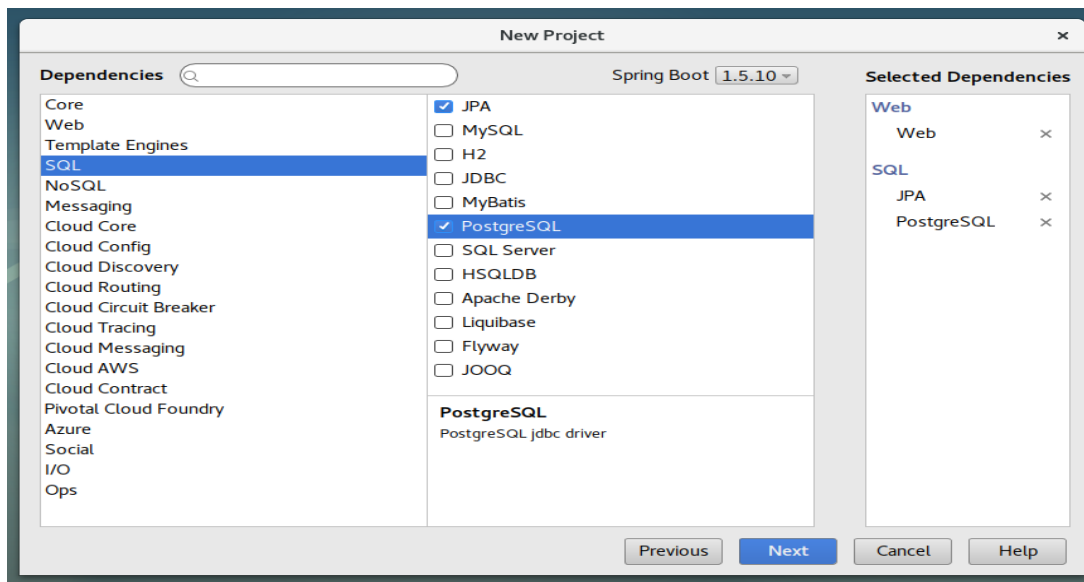 New Project
Dependencies
Spring Boot 1.5.10
Selected Dependencies
Core
Web
Template Engines
SQL
NoSQL
Messaging
Cloud Core
Cloud Config
Cloud Discovery
Cloud Routing
Cloud Circuit Breaker
Cloud Tracing
Cloud Messaging
Cloud AWS
Cloud Contract
Pivotal Cloud Foundry
Azure
Social
I/O
Ops
JPA
MySQL
H2
JDBC
MyBatis
PostgreSQL
SQL Server
HSQLDB
Apache Derby
Liquibase
Flyway
JOOQ
PostgreSQL
PostgreSQL jdbc driver
Web
Web
SQL
JPA
PostgreSQL
Previous
Next
Cancel
Help